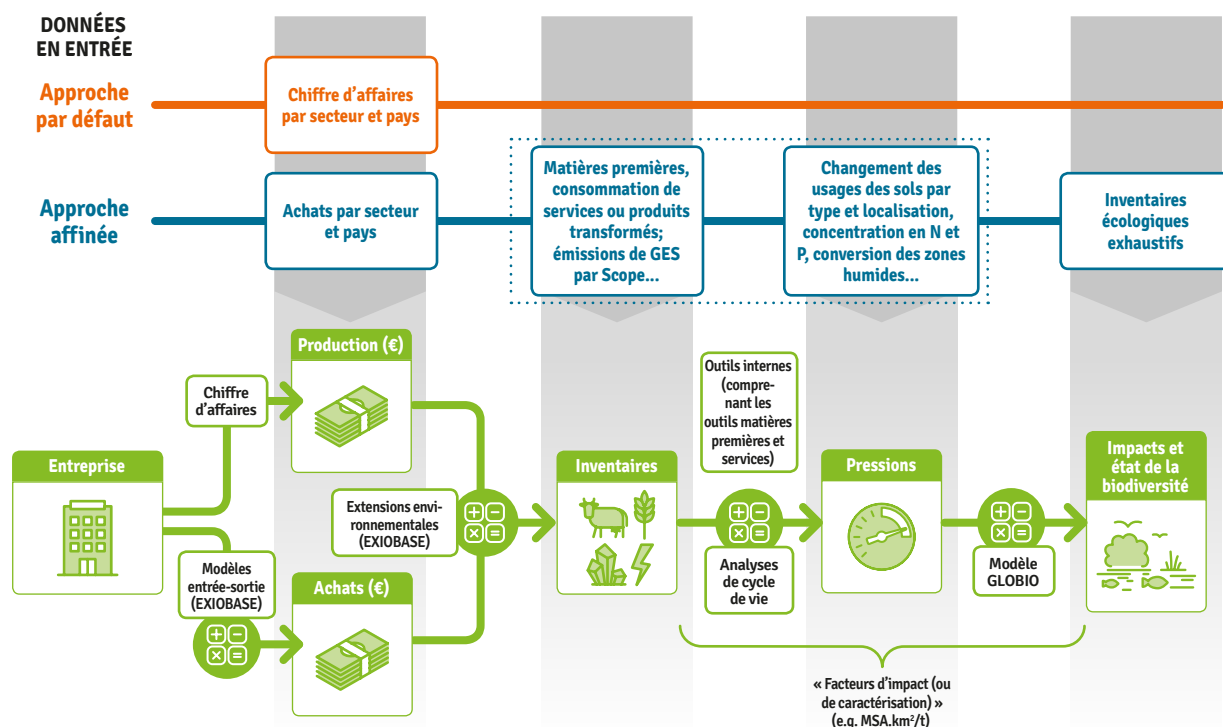 DONNÉES
EN ENTRÉE
Approche
par défaut
Chiffre d’affaires
par secteur et pays
Approche
affinée
Achats par secteur
et pays
Matières premières,
consommation de
services ou produits
transformés;
émissions de GES
par Scope...
Changement des
usages des sols par
type et localisation,
concentration en N et
P, conversion des zones
humides...
Inventaires
écologiques
exhaustifs
Entreprise
Chiffre
d’affaires
Modèles
entrée-sortie
(EXIOBASE)
Production (€)
Achats (€)
Extensions envi-
ronnementales
(EXIOBASE)
Inventaires
Outils internes
(compre-
nant les
outils matières
premières et
services)
Analyses
de cycle
de vie
Pressions
Modèle
GLOBIO
Impacts et
état de la
biodiversité
« Facteurs d’impact (ou
de caractérisation) »
(e.g. MSA.km²/t)